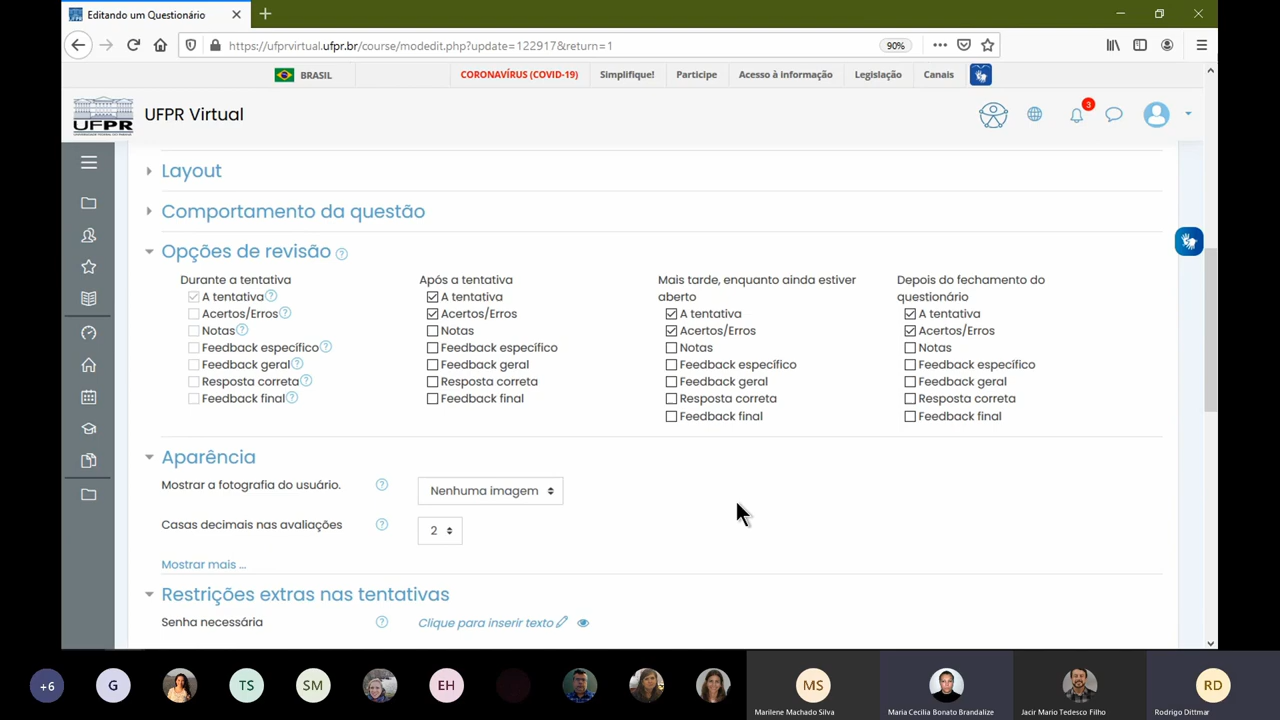 Editando um Questionário
https://ufprvirtual.ufpr.br/course/modedit.php?update=122917&return=1
90%
BRASIL
CORONAVÍRUS (COVID-19)
Simplifique!
Participe
Acesso à informação
Legislação
Canais
UFPR
UFPR Virtual
3
Layout
Comportamento da questão
Opções de revisão
Durante a tentativa
A tentativa
Acertos/Erros
Notas
Feedback específico
Feedback geral
Resposta correta
Feedback final
Após a tentativa
A tentativa
Acertos/Erros
Notas
Feedback específico
Feedback geral
Resposta correta
Feedback final
Mais tarde, enquanto ainda estiver
aberto
A tentativa
Acertos/Erros
Notas
Feedback específico
Feedback geral
Resposta correta
Feedback final
Depois do fechamento do
questionário
A tentativa
Acertos/Erros
Notas
Feedback específico
Feedback geral
Resposta correta
Feedback final
Aparência
Mostrar a fotografia do usuário.
Nenhuma imagem
Casas decimais nas avaliações
2
Mostrar mais ...
Restrições extras nas tentativas
Senha necessária
Clique para inserir texto
+6
G
TS
SM
EH
MS
Marilene Machado Silva
Maria Cecilia Bonato Brandalize
Jacir Mario Tedesco Filho
RD
Rodrigo Dittmar